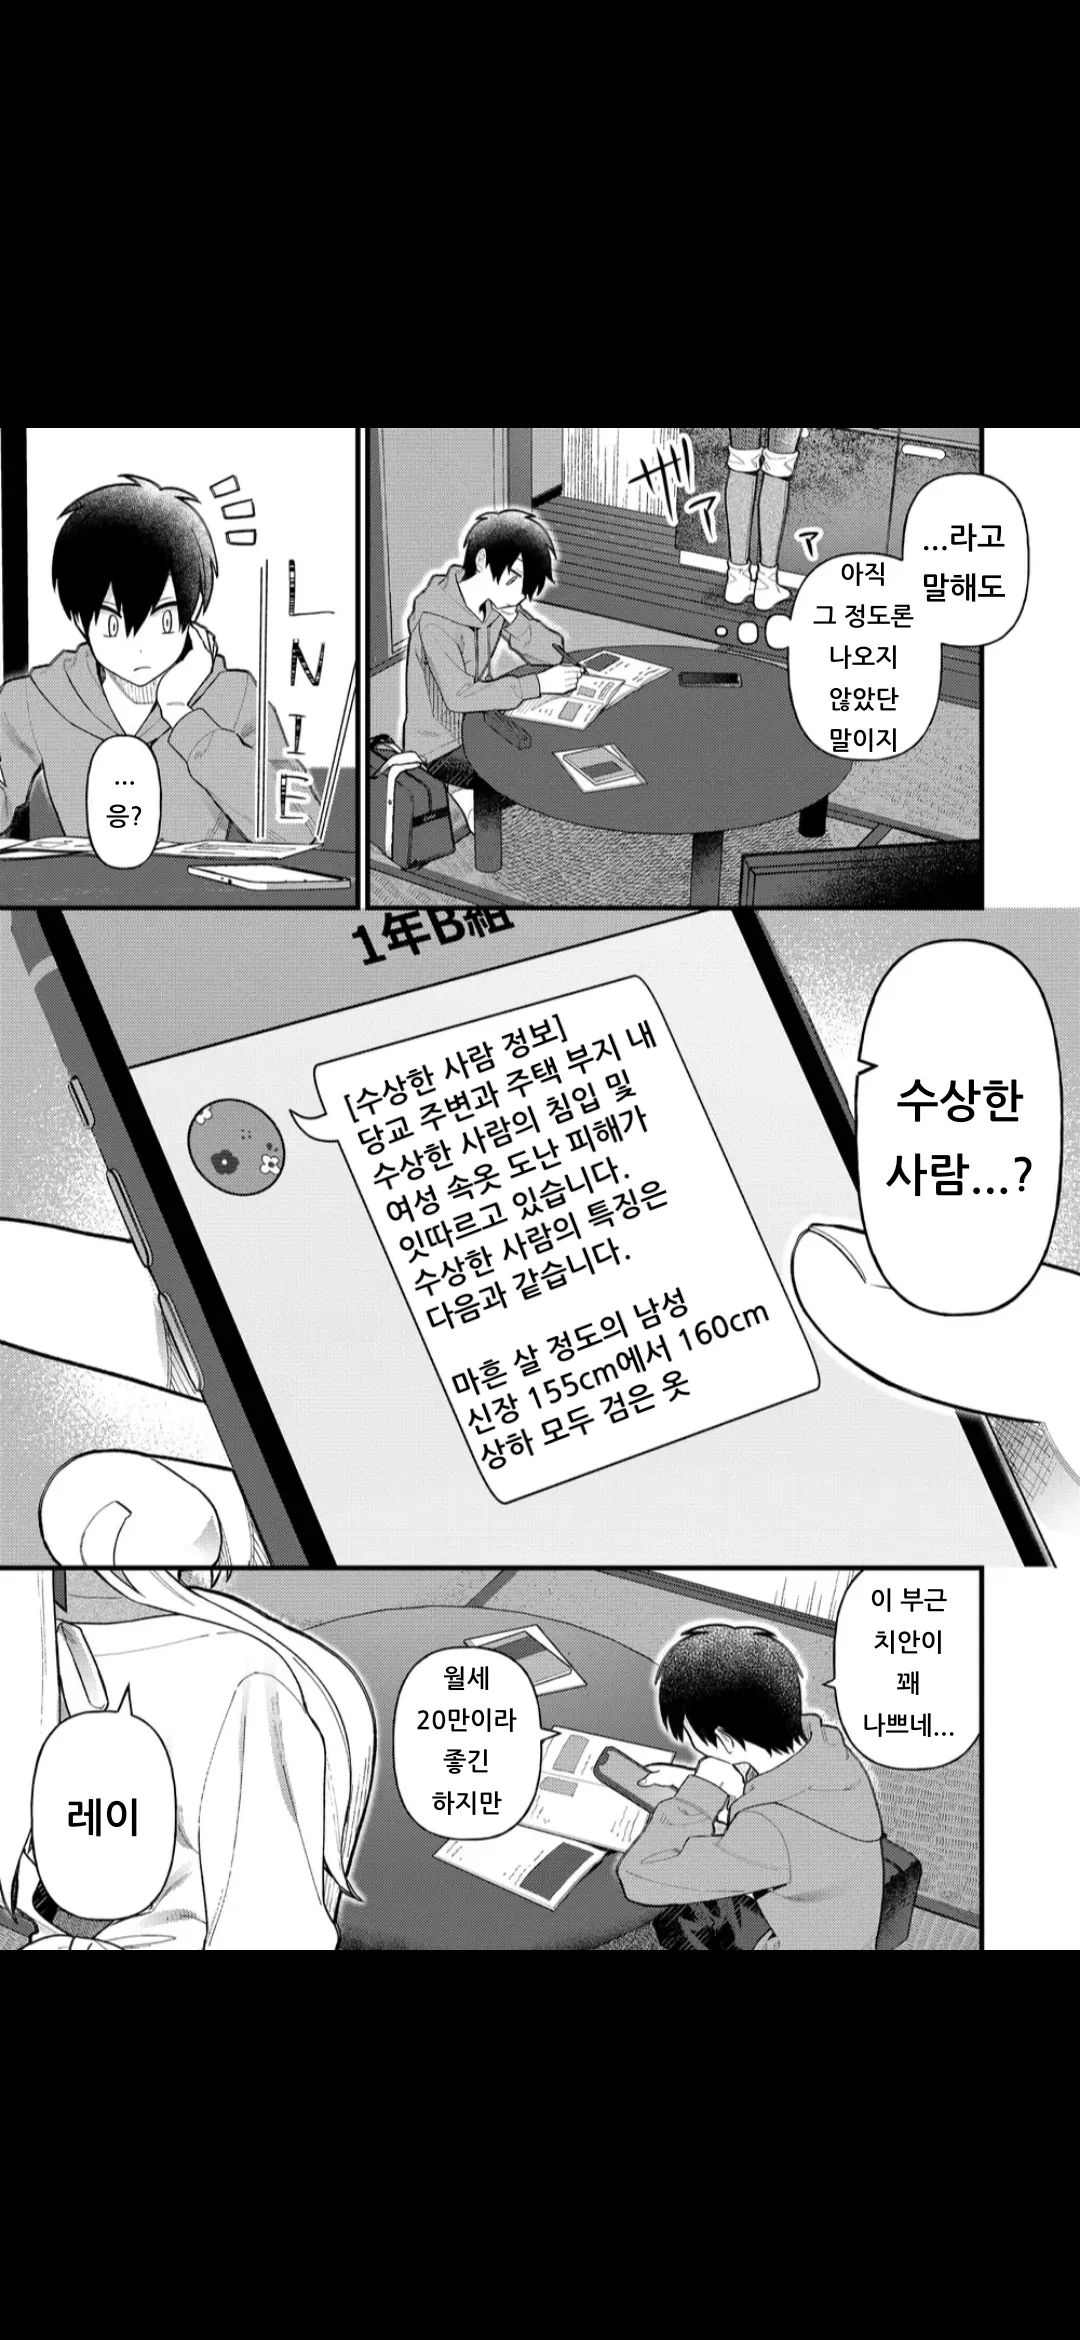 …라고
말해도
아직
그 정도론
나오지
않았단
말이지
ザァァ
LNIE
…
응?
1年B組
[수상한 사람 정보]
당교 주변과 주택 부지 내
수상한 사람의 침입 및
여성 속옷 도난 피해가
잇따르고 있습니다.
수상한 사람의 특징은
다음과 같습니다.
마흔 살 정도의 남성
신장 155cm에서 160cm
상하 모두 검은 옷
수상한
사람…?
이 부근
치안이
꽤
나쁘네…
월세
20만이라
좋긴
하지만
레이